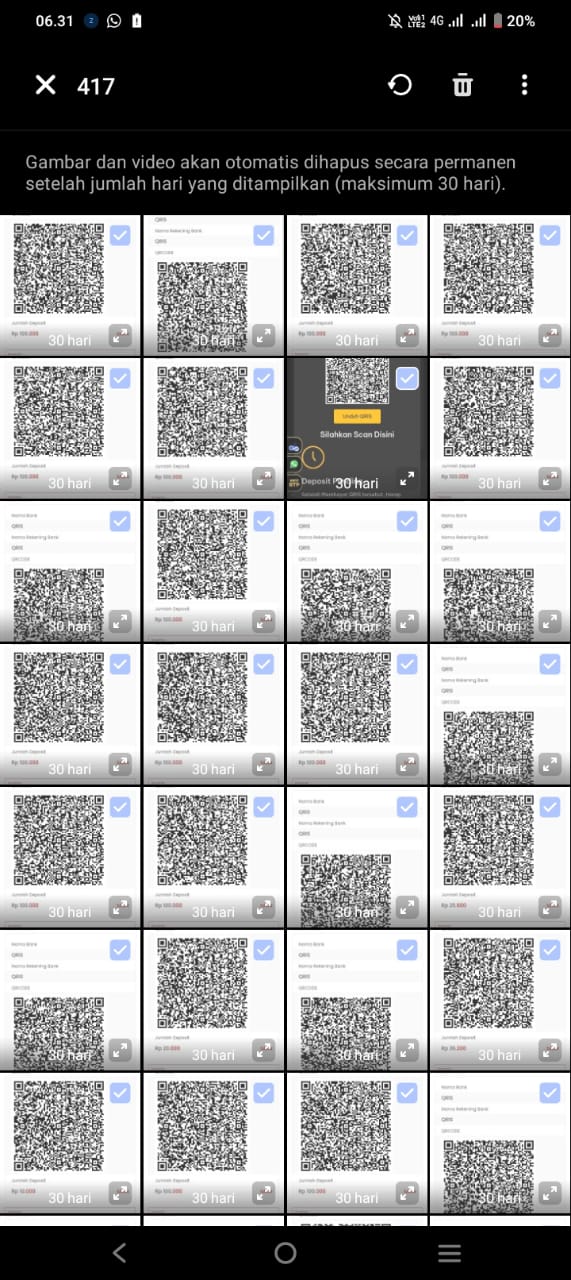 06.31
Z
VoB1
LTE2
4G
20%
417
Gambar dan video akan otomatis dihapus secara permanen
setelah jumlah hari yang ditampilkan (maksimum 30 hari).
Jumlah Deposit
Rp 100.000
30 hari
QRIS
Nama Rekening Bank
QRIS
QRCODE
30 hari
Jumlah Deposit
Rp 100.000
30 hari
Jumlah Deposit
Rp 100.000
30 hari
Jumlah Deposit
Rp 100.000
30 hari
Jumlah Deposit
Rp 100.000
30 hari
Unduh QRIS
Silahkan Scan Disini
30 hari
Jumlah Deposit
Rp 100.000
30 hari
Nama Bank
QRIS
Nama Rekening Bank
QRIS
QRCODE
30 hari
Jumlah Deposit
Rp 100.000
30 hari
Nama Bank
QRIS
Nama Rekening Bank
QRIS
QRCODE
30 hari
Nama Bank
QRIS
Nama Rekening Bank
QRIS
QRCODE
30 hari
Jumlah Deposit
Rp 100.000
30 hari
Jumlah Deposit
Rp 100.000
30 hari
Jumlah Deposit
Rp 100.000
30 hari
Nama Bank
QRIS
Nama Rekening Bank
QRIS
QRCODE
30 hari
Jumlah Deposit
Rp 100.000
30 hari
Jumlah Deposit
Rp 100.000
30 hari
Nama Bank
QRIS
Nama Rekening Bank
QRIS
QRCODE
30 hari
Jumlah Deposit
30 hari
Nama Bank
QRIS
Nama Rekening Bank
QRIS
QRCODE
30 hari
Jumlah Deposit
Rp 20.000
30 hari
Nama Bank
QRIS
Nama Rekening Bank
QRIS
QRCODE
30 hari
Jumlah Deposit
30 hari
Jumlah Deposit
Rp 10.000
30 hari
Jumlah Deposit
Rp 100.000
30 hari
Jumlah Deposit
Rp 100.000
30 hari
Nama Bank
QRIS
Nama Rekening Bank
QRIS
QRCODE
30 hari